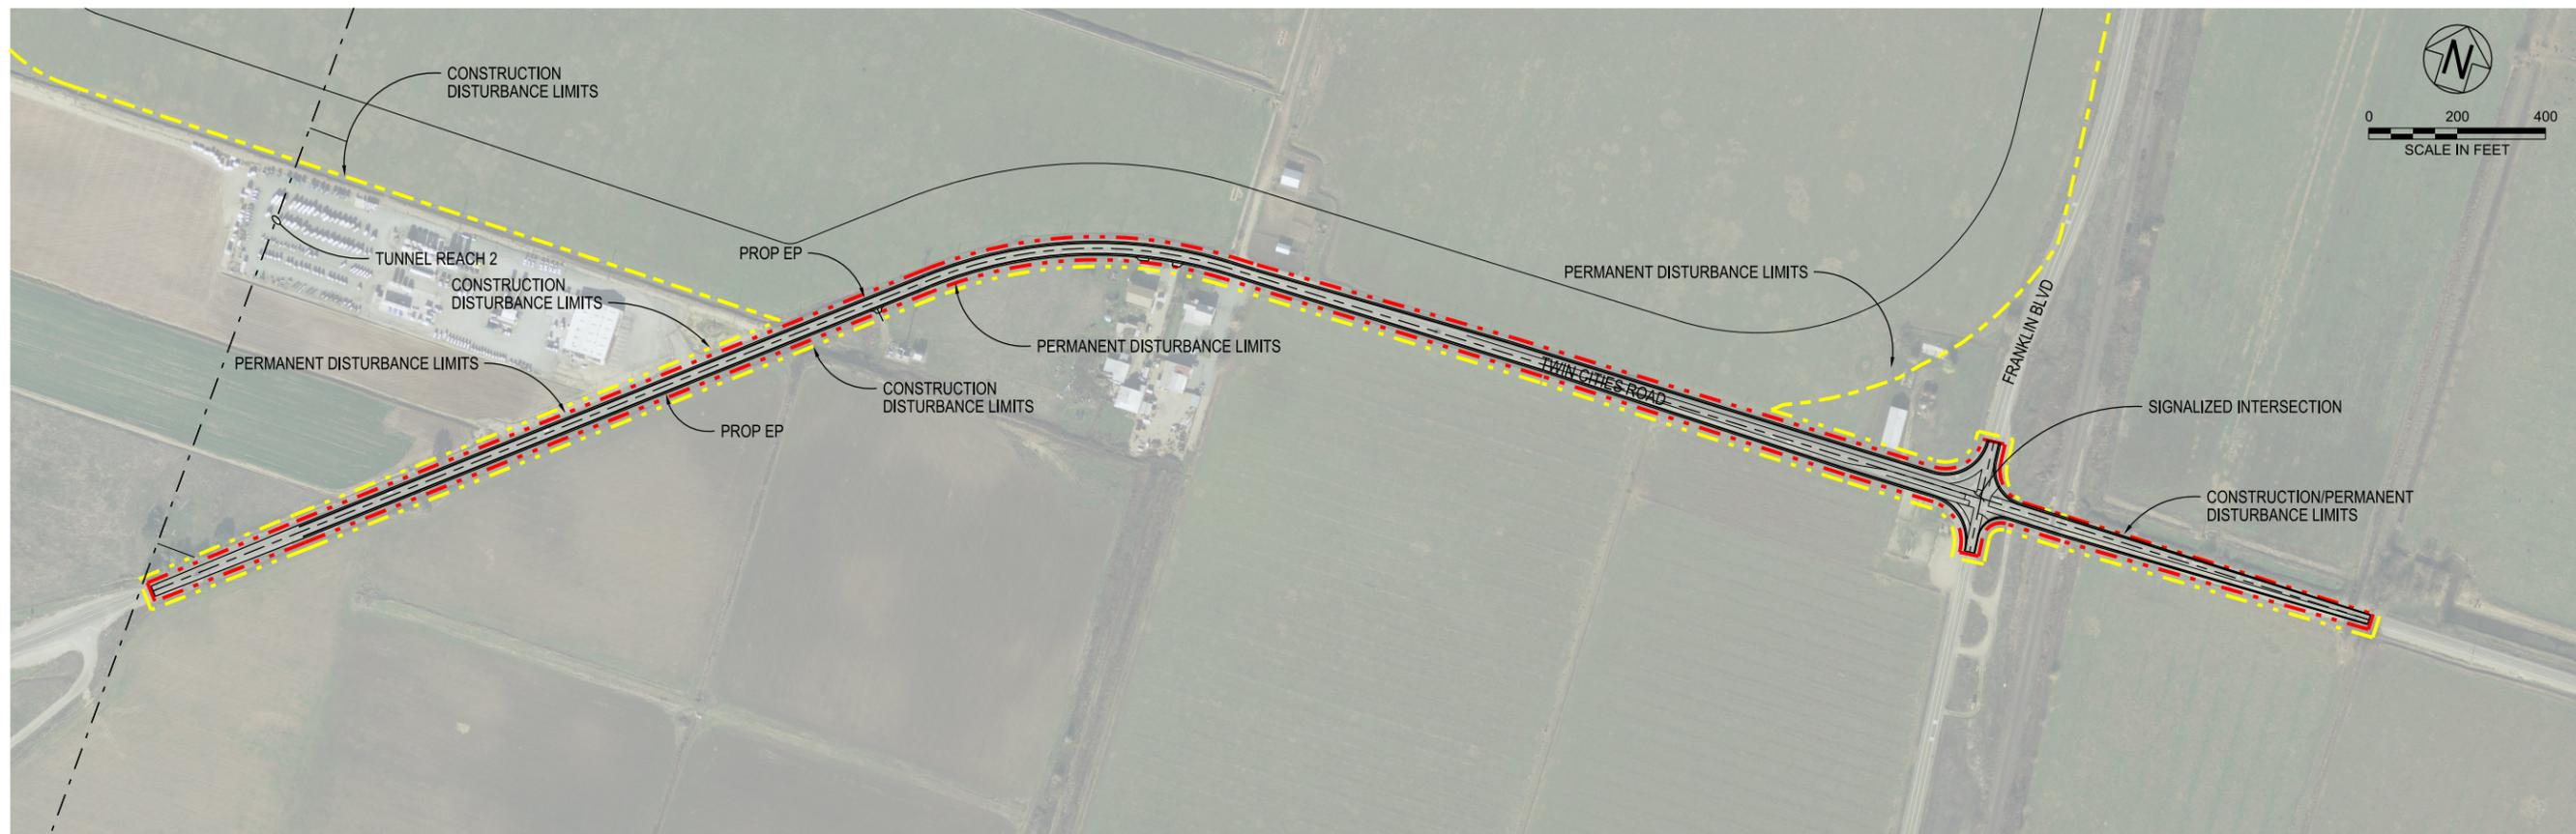 N
0 200 400
SCALE IN FEET
CONSTRUCTION
DISTURBANCE LIMITS
TUNNEL REACH 2
CONSTRUCTION
DISTURBANCE LIMITS
PERMANENT DISTURBANCE LIMITS
PROP EP
PROP EP
PERMANENT DISTURBANCE LIMITS
CONSTRUCTION
DISTURBANCE LIMITS
TWIN CITIES ROAD
PERMANENT DISTURBANCE LIMITS
FRANKLIN BLVD
SIGNALIZED INTERSECTION
CONSTRUCTION/PERMANENT
DISTURBANCE LIMITS